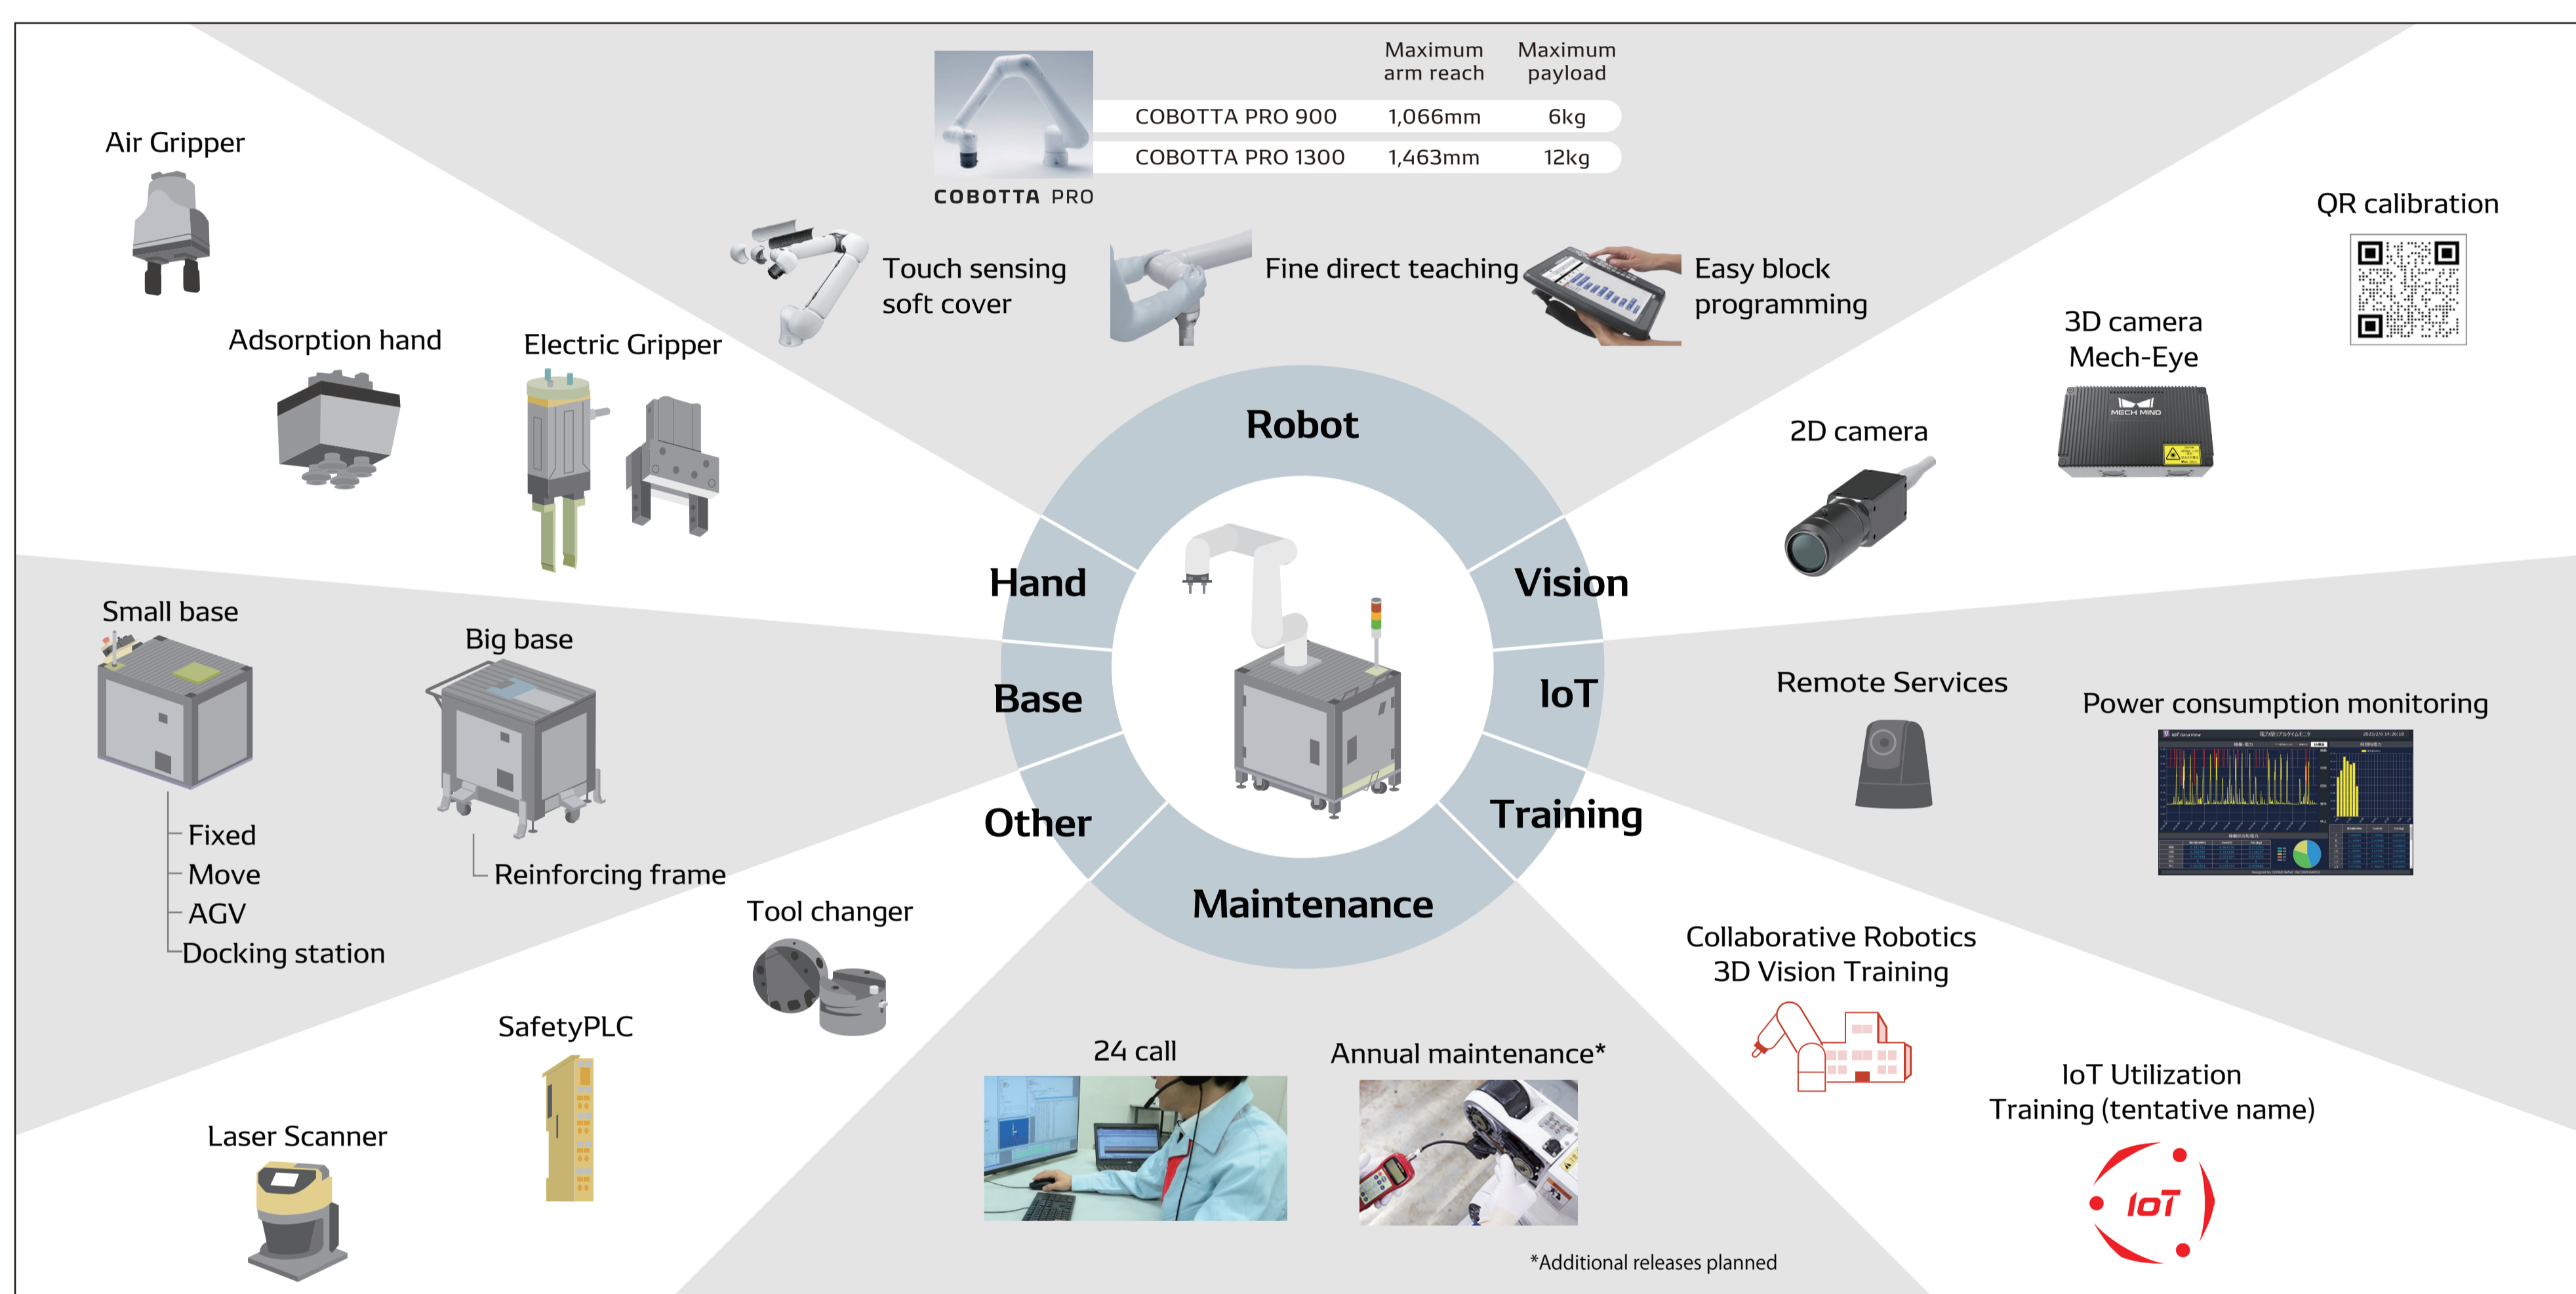 Maximum arm reach
Maximum payload
COBOTTA PRO 900 1,066mm 6kg
COBOTTA PRO 1300 1,463mm 12kg
COBOTTA PRO
Touch sensing
soft cover
Fine direct teaching
Easy block
programming
Air Gripper
Adsorption hand
Electric Gripper
QR calibration
3D camera
Mech-Eye
MECH MIND
2D camera
Robot
Hand
Vision
Base
IoT
Other
Training
Maintenance
Small base
Fixed
Move
AGV
Docking station
Big base
Reinforcing frame
Remote Services
Power consumption monitoring
Tool changer
SafetyPLC
Laser Scanner
24 call
Annual maintenance*
Collaborative Robotics
3D Vision Training
IoT Utilization
Training (tentative name)
IoT
*Additional releases planned